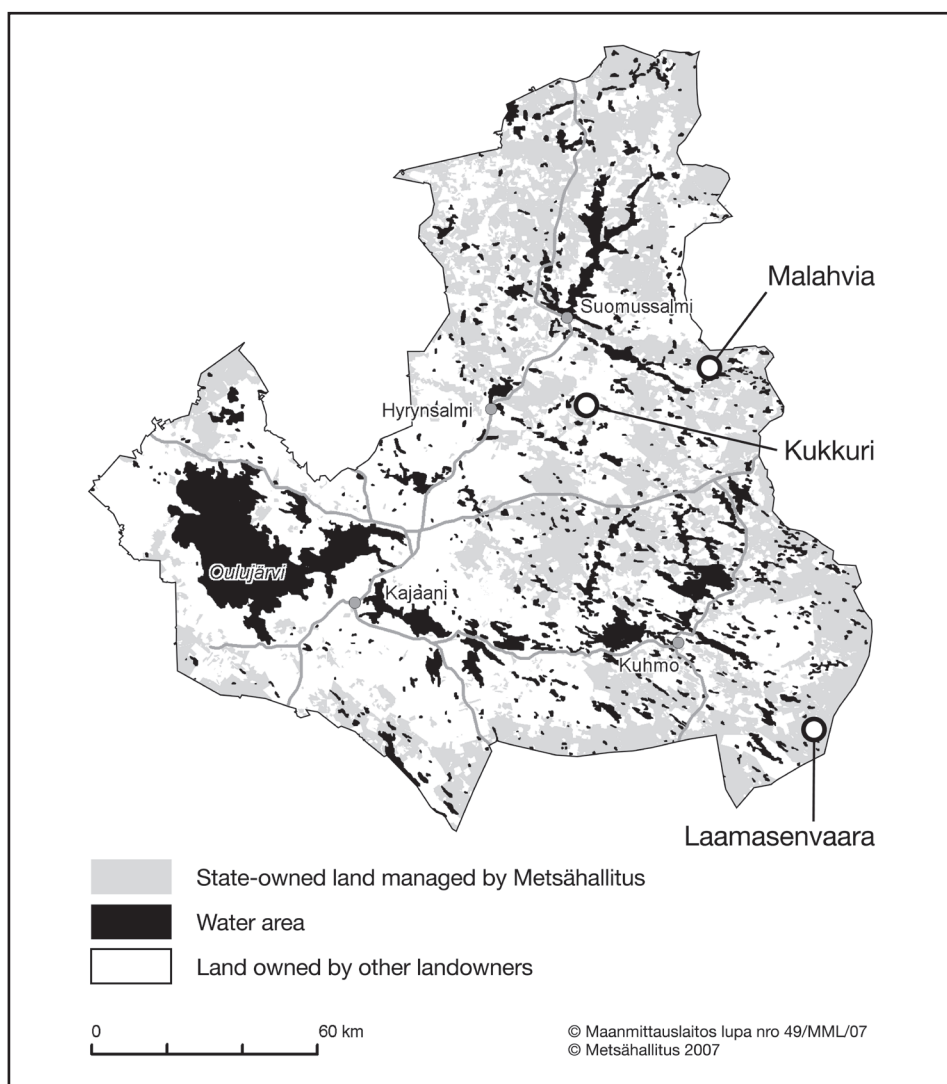 Malahvia
Suomussalmi
Hyrynsalmi
Kukkuri
Oulujärvi
Kajaani
Kuhmo
Laamasenvaara
State-owned land managed by Metsähallitus
Water area
Land owned by other landowners
0 60 km
© Maanmittauslaitos lupa nro 49/MML/07
© Metsähallitus 2007